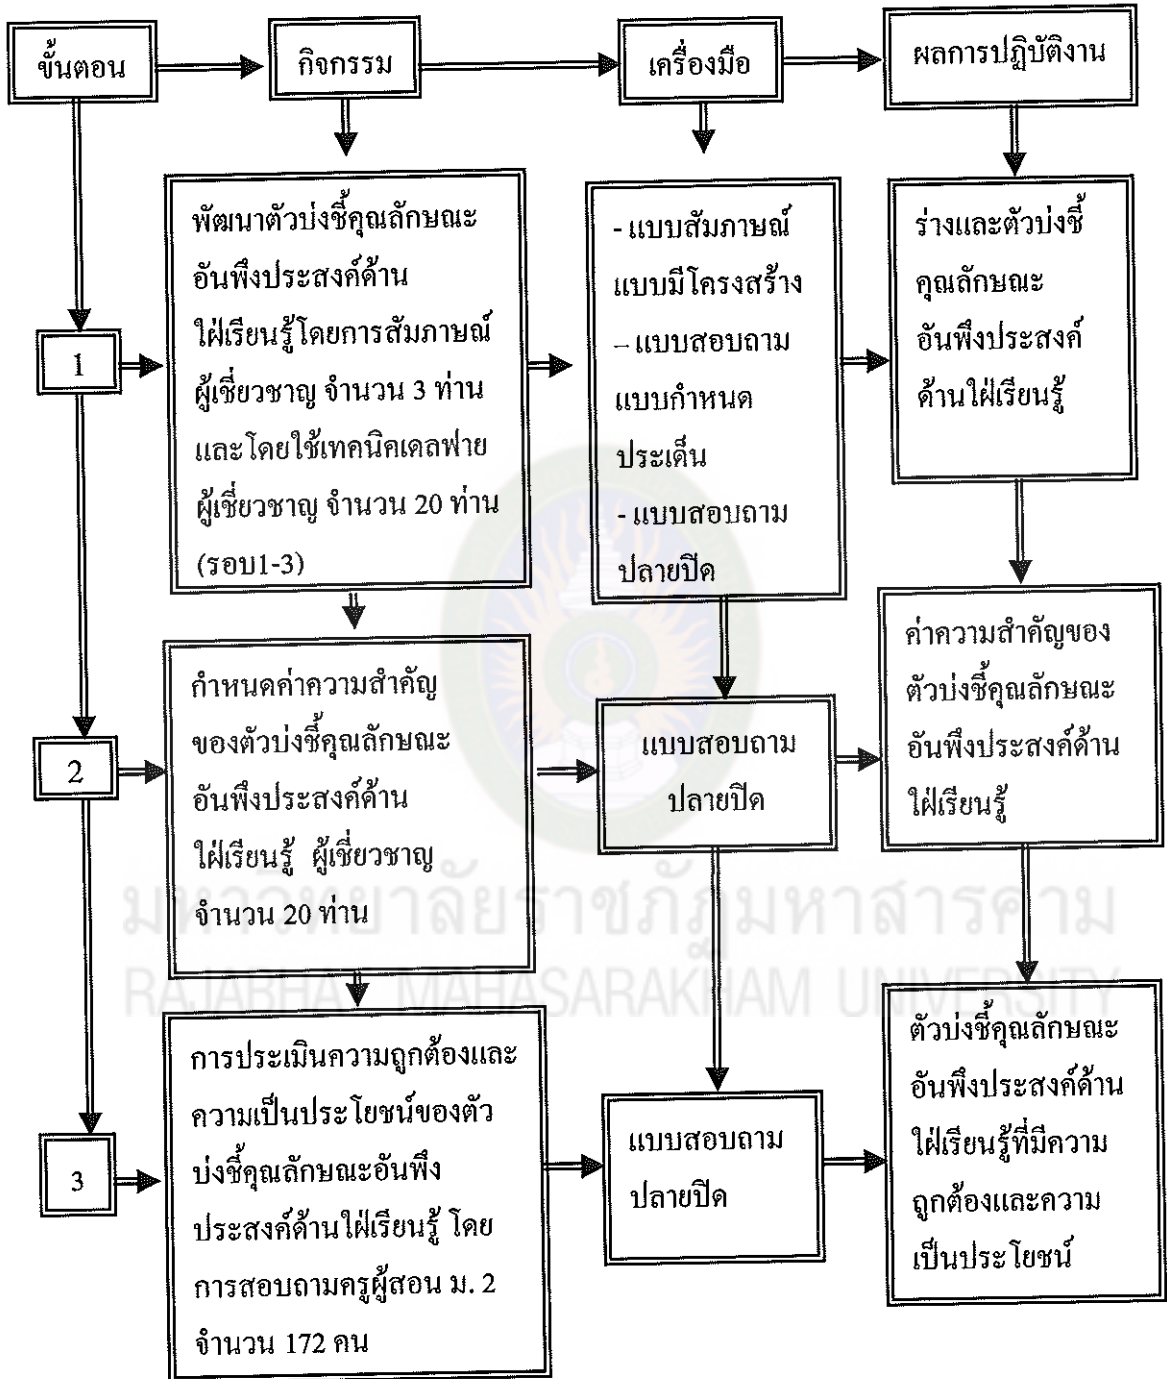 ขั้นตอน
กิจกรรม
เครื่องมือ
ผลการปฏิบัติงาน
1
พัฒนาตัวบ่งชี้คุณลักษณะ
อันพึงประสงค์ด้าน
ใฝ่เรียนรู้โดยการสัมภาษณ์
ผู้เชี่ยวชาญ จำนวน 3 ท่าน
และโดยใช้เทคนิคเดลฟาย
ผู้เชี่ยวชาญ จำนวน 20 ท่าน
(รอบ1-3)
- แบบสัมภาษณ์
แบบมีโครงสร้าง
– แบบสอบถาม
แบบกำหนด
ประเด็น
- แบบสอบถาม
ปลายปิด
ร่างและตัวบ่งชี้
คุณลักษณะ
อันพึงประสงค์
ด้านใฝ่เรียนรู้
2
กำหนดค่าความสำคัญ
ของตัวบ่งชี้คุณลักษณะ
อันพึงประสงค์ด้าน
ใฝ่เรียนรู้ ผู้เชี่ยวชาญ
จำนวน 20 ท่าน
แบบสอบถาม
ปลายปิด
ค่าความสำคัญของ
ตัวบ่งชี้คุณลักษณะ
อันพึงประสงค์ด้าน
ใฝ่เรียนรู้
มหาวิทยาลัยราชภัฏมหาสารคาม
RAJABHAT MAHASARAKHAM UNIVERSITY
3
การประเมินความถูกต้องและ
ความเป็นประโยชน์ของตัว
บ่งชี้คุณลักษณะอันพึง
ประสงค์ด้านใฝ่เรียนรู้ โดย
การสอบถามครูผู้สอน ม. 2
จำนวน 172 คน
แบบสอบถาม
ปลายปิด
ตัวบ่งชี้คุณลักษณะ
อันพึงประสงค์ด้าน
ใฝ่เรียนรู้ที่มีความ
ถูกต้องและความ
เป็นประโยชน์